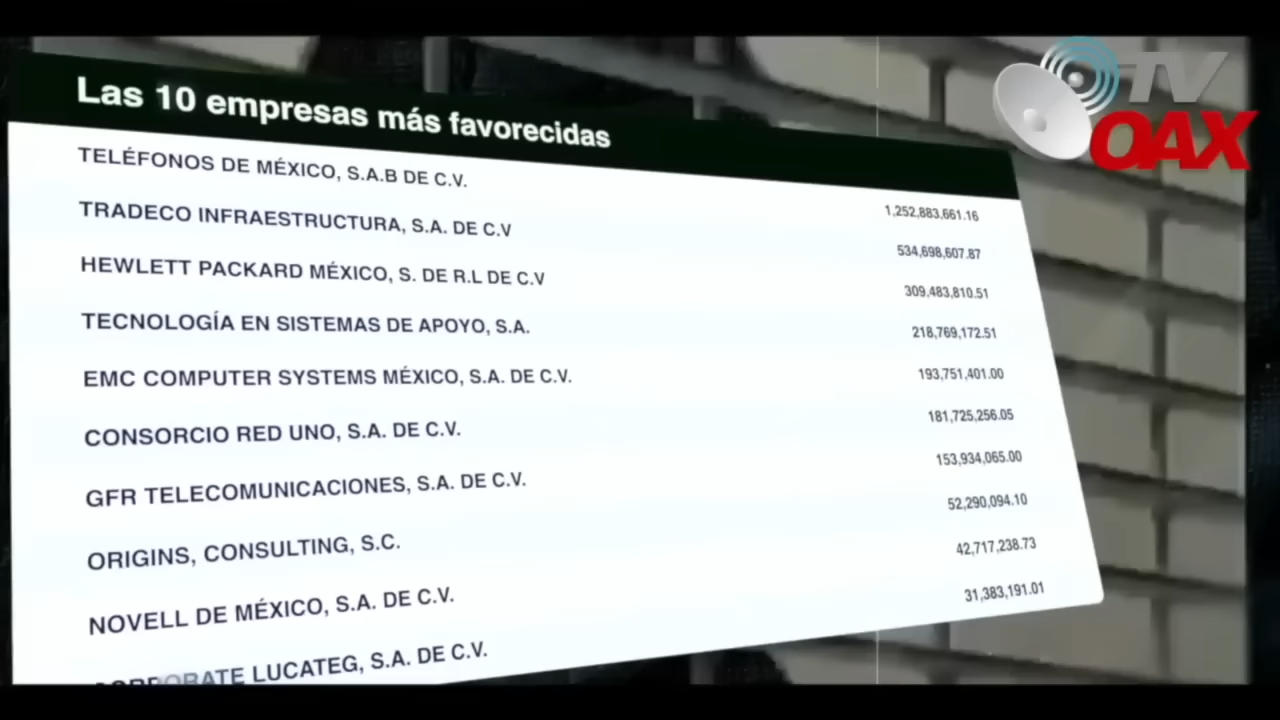 TV
OAX
Las 10 empresas más favorecidas
TELÉFONOS DE MÉXICO, S.A.B DE C.V. 1,252,883,661.16
TRADECO INFRAESTRUCTURA, S.A. DE C.V 534,698,607.87
HEWLETT PACKARD MÉXICO, S. DE R.L DE C.V 309,483,810.51
TECNOLOGÍA EN SISTEMAS DE APOYO, S.A. 218,769,172.51
EMC COMPUTER SYSTEMS MÉXICO, S.A. DE C.V. 193,751,401.00
CONSORCIO RED UNO, S.A. DE C.V. 181,725,256.05
GFR TELECOMUNICACIONES, S.A. DE C.V. 153,934,065.00
ORIGINS, CONSULTING, S.C. 52,290,094.10
NOVELL DE MÉXICO, S.A. DE C.V. 42,717,238.73
LUCATEG, S.A. DE C.V. 31,383,191.01